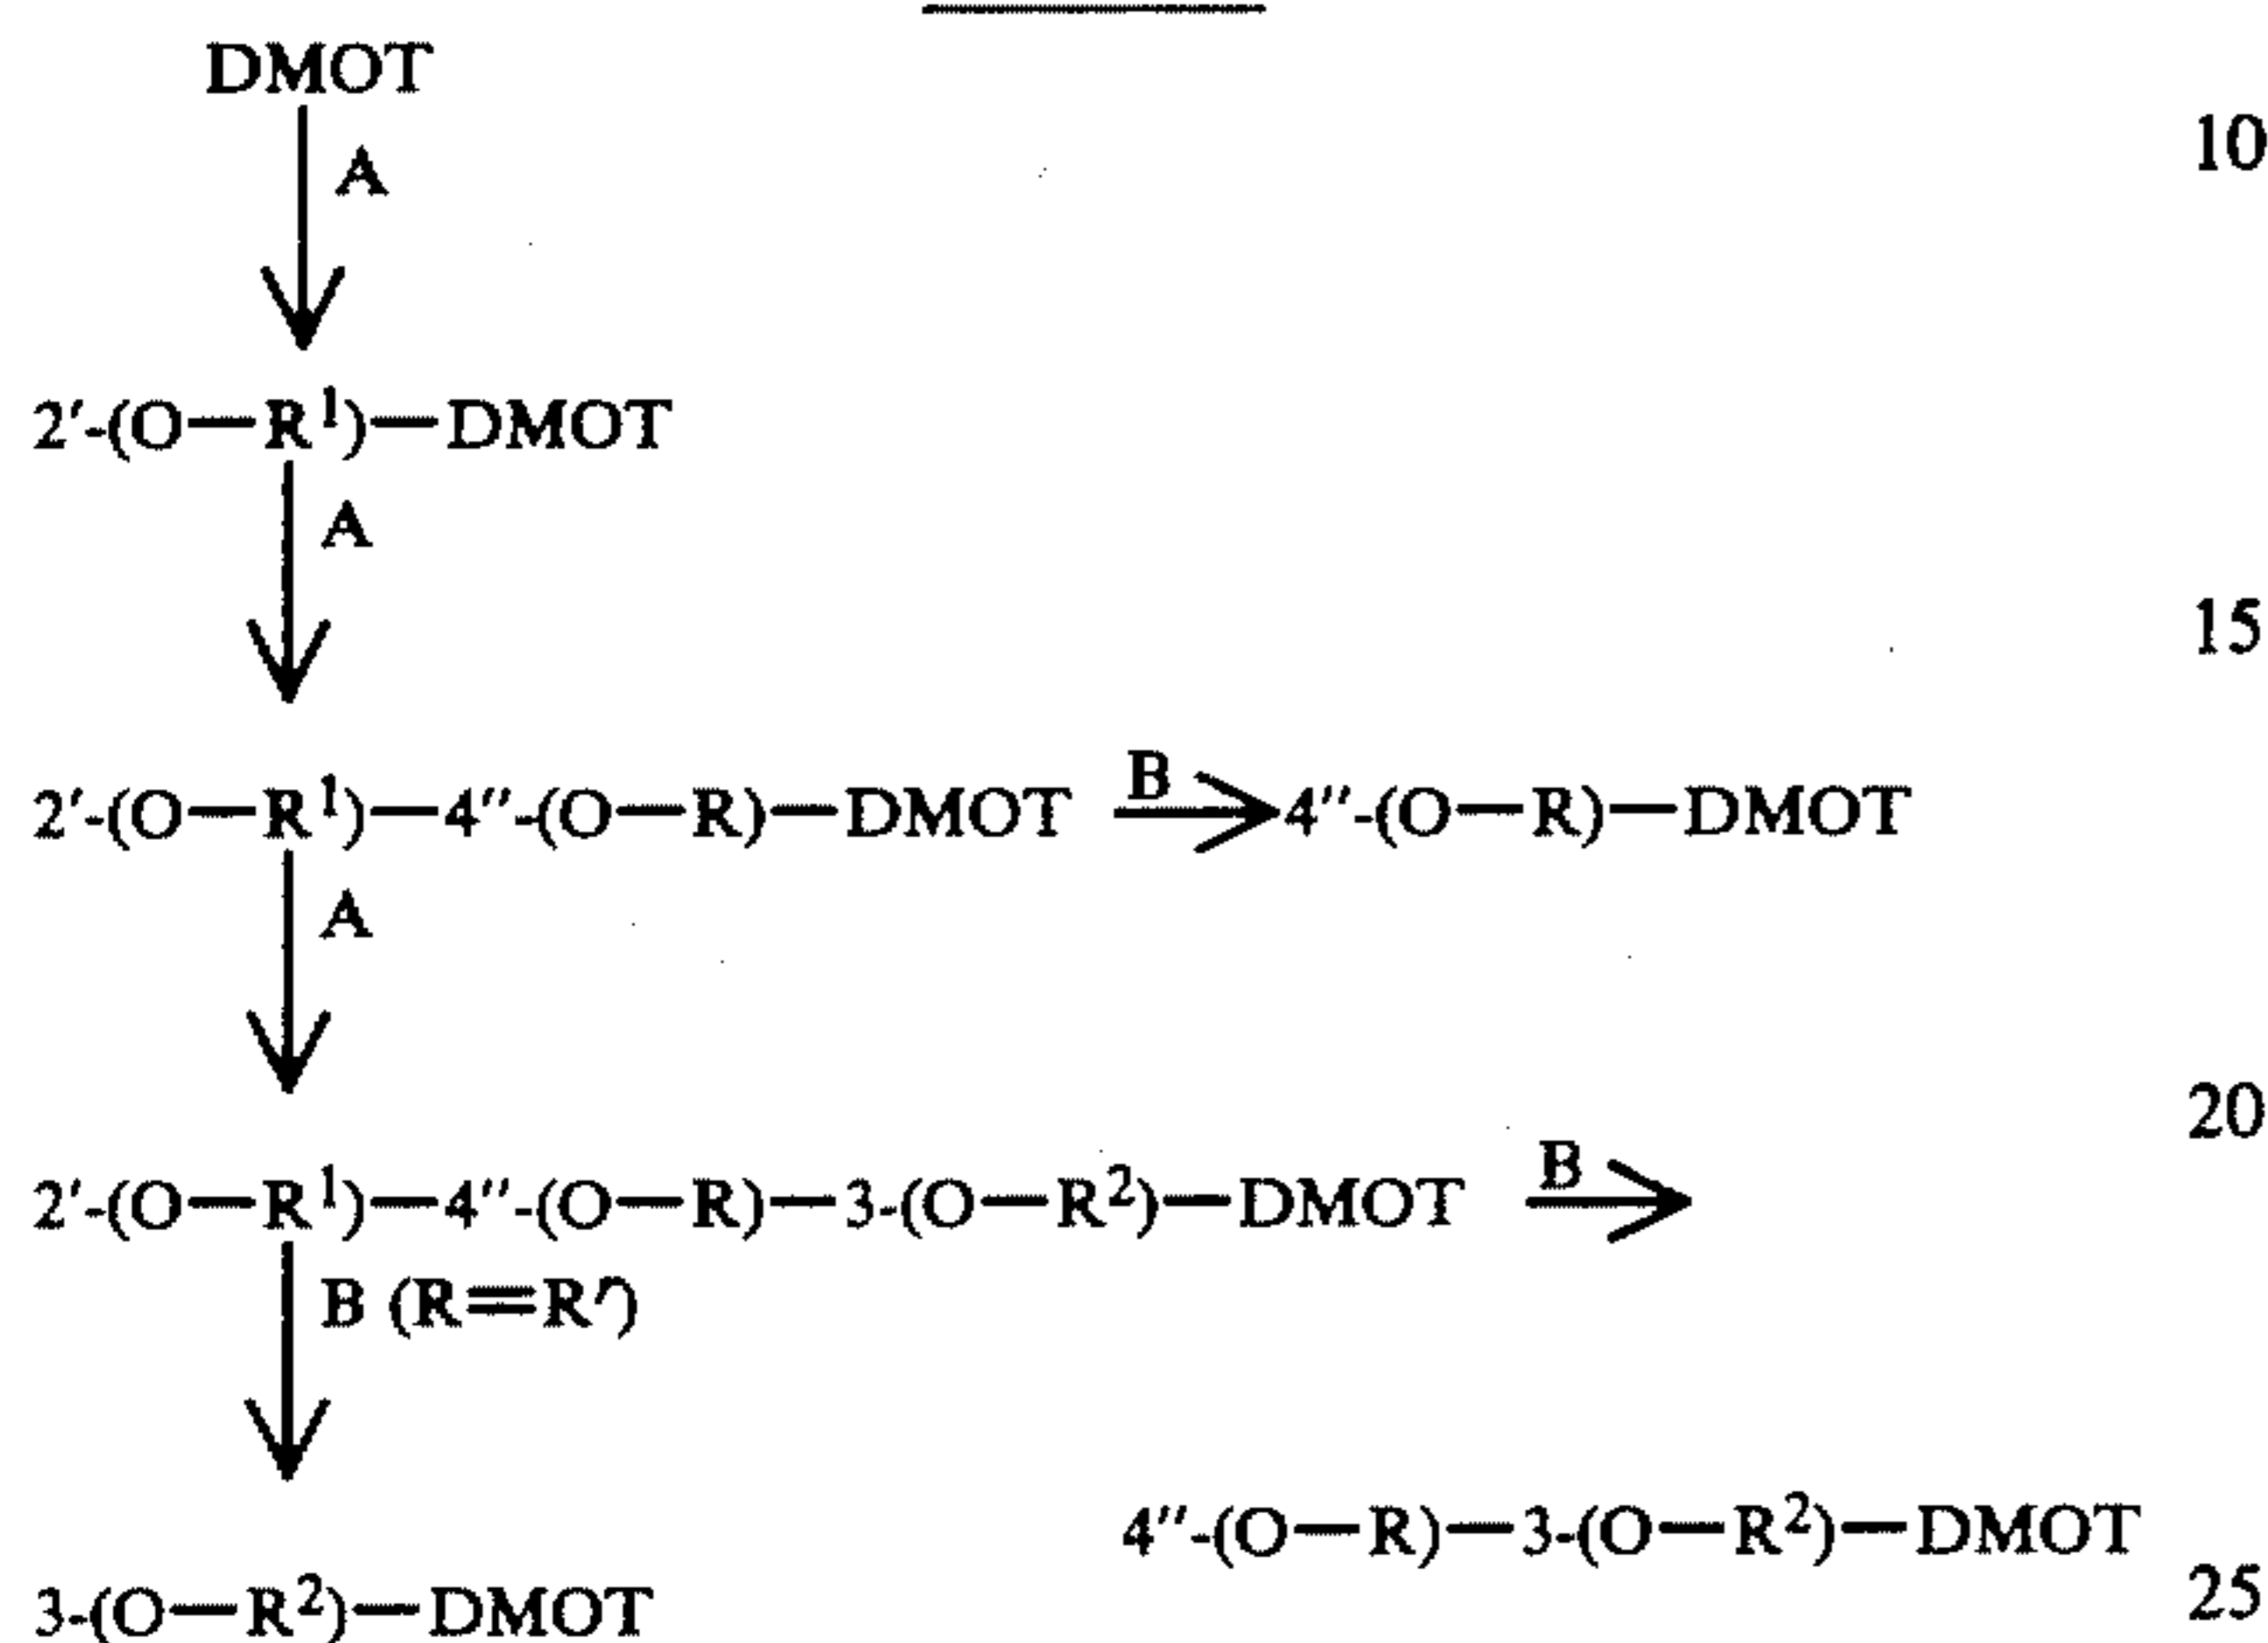 DMOT
10
A
2′-(O—R¹)—DMOT
A
15
2′-(O—R¹)—4″-(O—R)—DMOT B 4″-(O—R)—DMOT
A
20
2′-(O—R¹)—4″-(O—R)—3-(O—R²)—DMOT B
B (R=R′)
4″-(O—R)—3-(O—R²)—DMOT
25
3-(O—R²)—DMOT